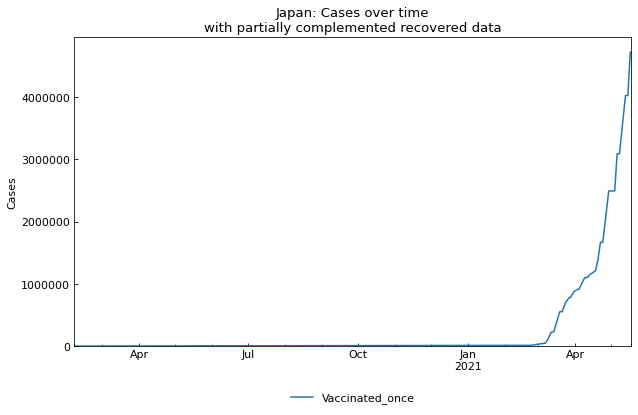 Japan: Cases over time
with partially complemented recovered data
4000000
3000000
2000000
1000000
0
Cases
Apr
Jul
Oct
Jan
2021
Apr
Vaccinated_once